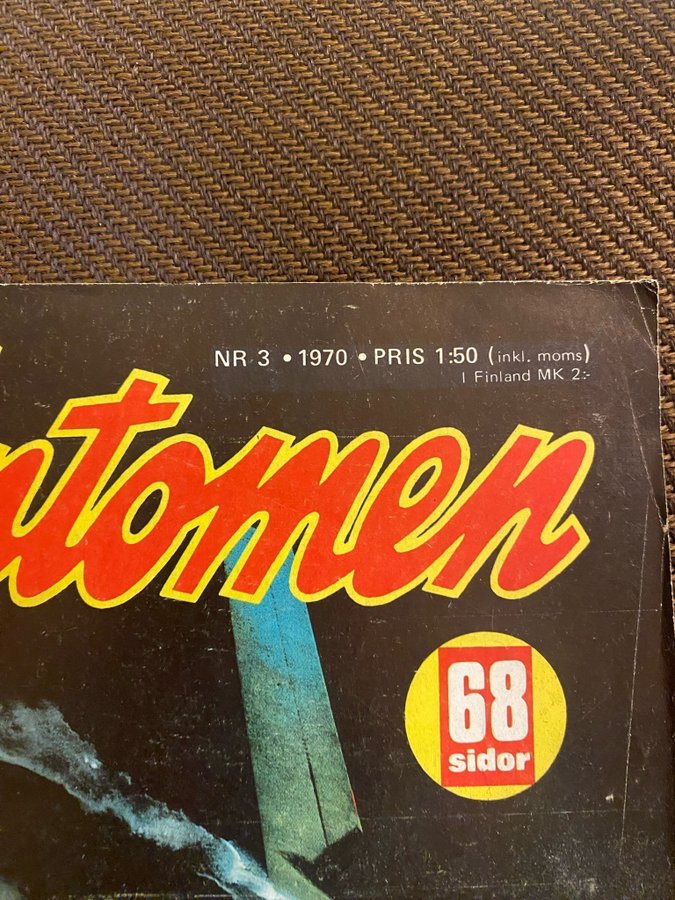 NR 3 • 1970 • PRIS 1:50 (inkl. moms)
I Finland MK 2:-
ntomen
68
sidor